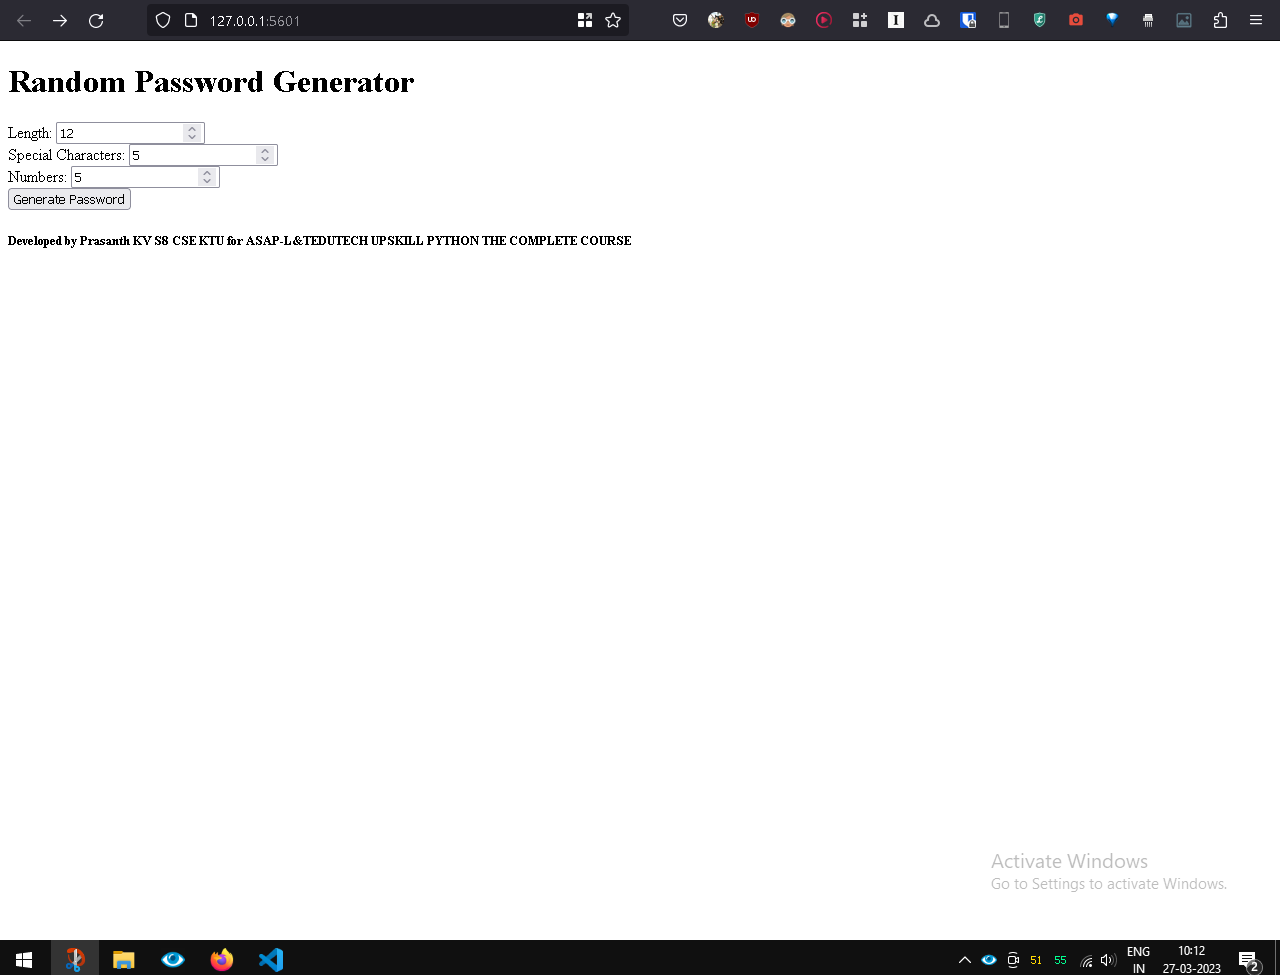 127.0.0.1:5601
Random Password Generator
Length: 12
Special Characters: 5
Numbers: 5
Generate Password
Developed by Prasanth KV S8 CSE KTU for ASAP-L&TEDUTECH UPSKILL PYTHON THE COMPLETE COURSE
Activate Windows
Go to Settings to activate Windows.
51 55
ENG
IN
10:12
27-03-2023
2